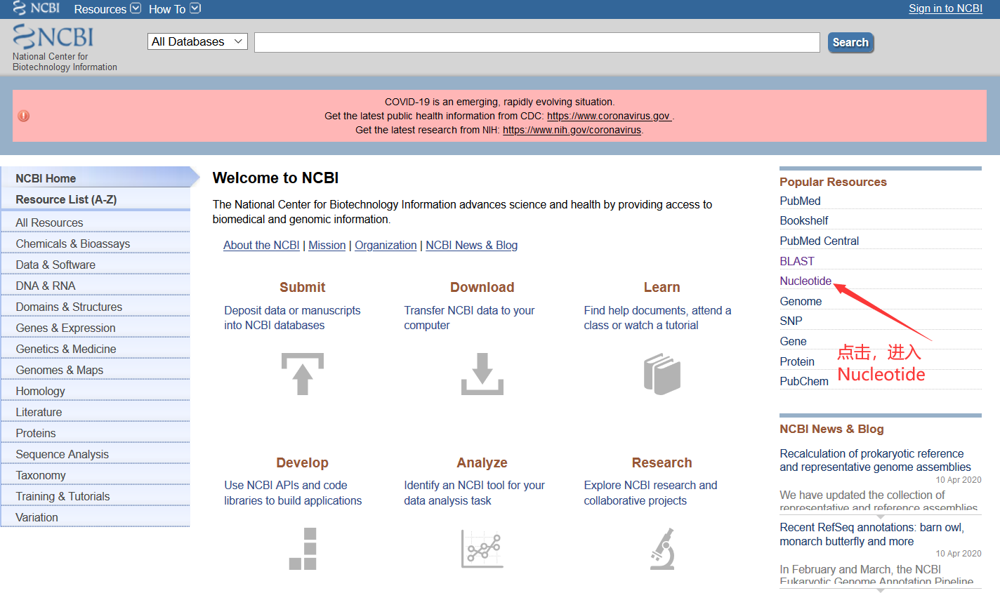 NCBI Resources How To Sign in to NCBI
NCBI
National Center for
Biotechnology Information
All Databases
Search
COVID-19 is an emerging, rapidly evolving situation.
Get the latest public health information from CDC: https://www.coronavirus.gov .
Get the latest research from NIH: https://www.nih.gov/coronavirus.
NCBI Home
Resource List (A-Z)
All Resources
Chemicals & Bioassays
Data & Software
DNA & RNA
Domains & Structures
Genes & Expression
Genetics & Medicine
Genomes & Maps
Homology
Literature
Proteins
Sequence Analysis
Taxonomy
Training & Tutorials
Variation
Welcome to NCBI
The National Center for Biotechnology Information advances science and health by providing access to
biomedical and genomic information.
About the NCBI | Mission | Organization | NCBI News & Blog
Submit
Deposit data or manuscripts
into NCBI databases
Download
Transfer NCBI data to your
computer
Learn
Find help documents, attend a
class or watch a tutorial
Develop
Use NCBI APIs and code
libraries to build applications
Analyze
Identify an NCBI tool for your
data analysis task
Research
Explore NCBI research and
collaborative projects
Popular Resources
PubMed
Bookshelf
PubMed Central
BLAST
Nucleotide
Genome
SNP
Gene
Protein
PubChem
点击，进入
Nucleotide
NCBI News & Blog
Recalculation of prokaryotic reference
and representative genome assemblies
10 Apr 2020
We have updated the collection of
representative and reference assemblies
Recent RefSeq annotations: barn owl,
monarch butterfly and more
10 Apr 2020
In February and March, the NCBI
Eukaryotic Genome Annotation Pipeline